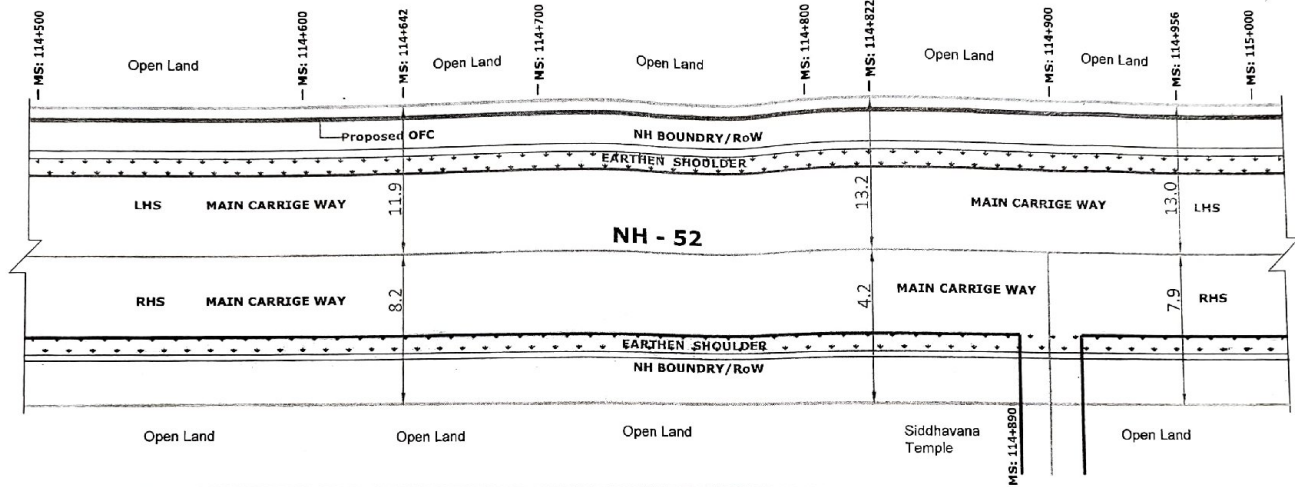 MS: 114+500
MS: 114+600
MS: 114+642
MS: 114+700
MS: 114+800
MS: 114+822
MS: 114+900
MS: 114+956
MS: 115+000
Open Land
Open Land
Open Land
Open Land
Open Land
Proposed OFC
NH BOUNDRY/RoW
EARTHEN SHOULDER
LHS MAIN CARRIGE WAY
11.9
13.2
MAIN CARRIGE WAY
13.0
LHS
NH - 52
RHS MAIN CARRIGE WAY
8.2
4.2
MAIN CARRIGE WAY
7.9
RHS
EARTHEN SHOULDER
NH BOUNDRY/RoW
Open Land
Open Land
Open Land
Siddhavana
Temple
MS: 114+890
Open Land